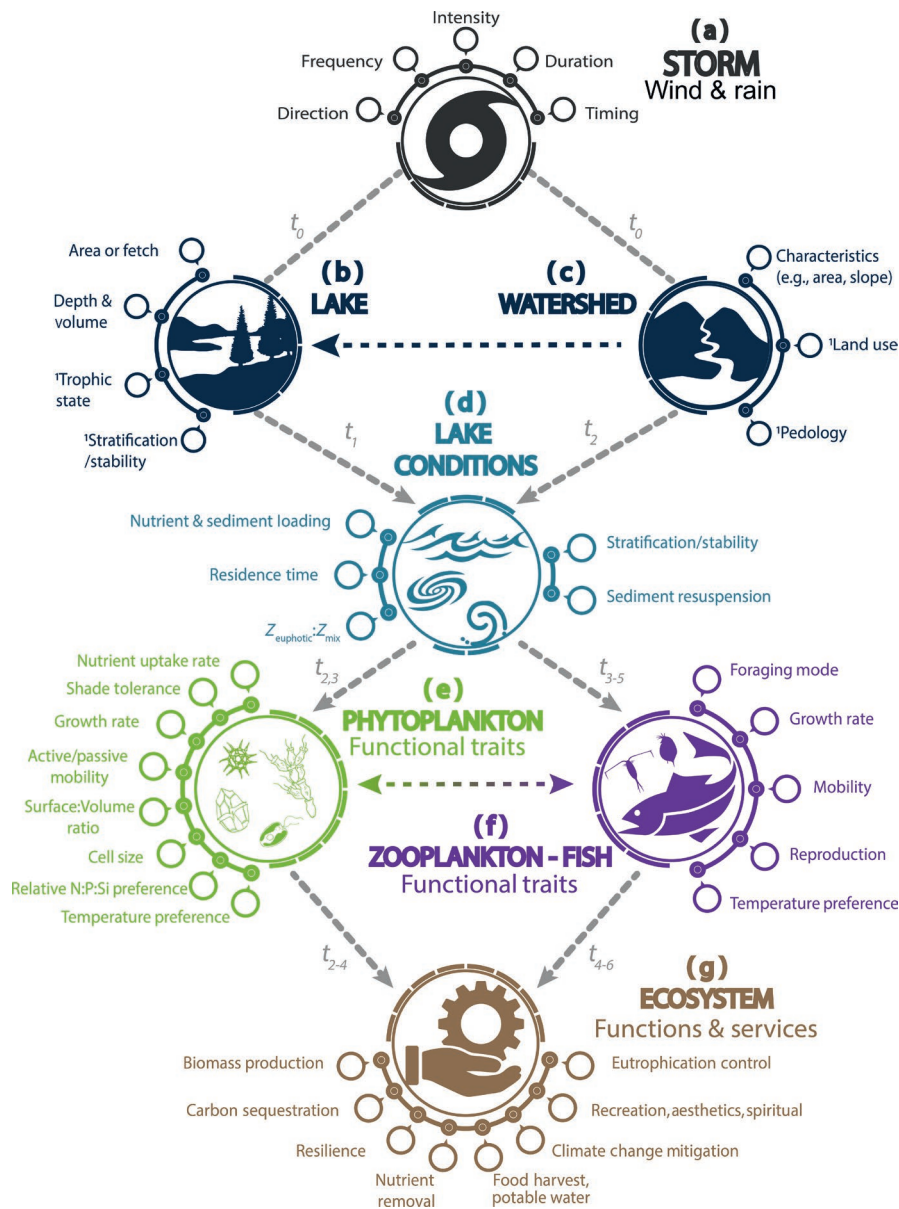 Intensity
(a)
STORM
Wind & rain
Frequency
Duration
Direction
Timing
t0
t0
Area or fetch
(b)
LAKE
(c)
WATERSHED
Characteristics
(e.g., area, slope)
Depth &
volume
¹Land use
¹Trophic
state
¹Stratification
/stability
¹Pedology
t1
t2
(d)
LAKE
CONDITIONS
Nutrient & sediment loading
Stratification/stability
Residence time
Sediment resuspension
Zeuphotic:Zmix
t2,3
t3-5
Nutrient uptake rate
Shade tolerance
Growth rate
Active/passive
mobility
Surface:Volume
ratio
Cell size
Relative N:P:Si preference
Temperature preference
(e)
PHYTOPLANKTON
Functional traits
(f)
ZOOPLANKTON - FISH
Functional traits
Foraging mode
Growth rate
Mobility
Reproduction
Temperature preference
t2-4
t4-6
(g)
ECOSYSTEM
Functions & services
Biomass production
Eutrophication control
Carbon sequestration
Recreation, aesthetics, spiritual
Resilience
Climate change mitigation
Nutrient
removal
Food harvest,
potable water